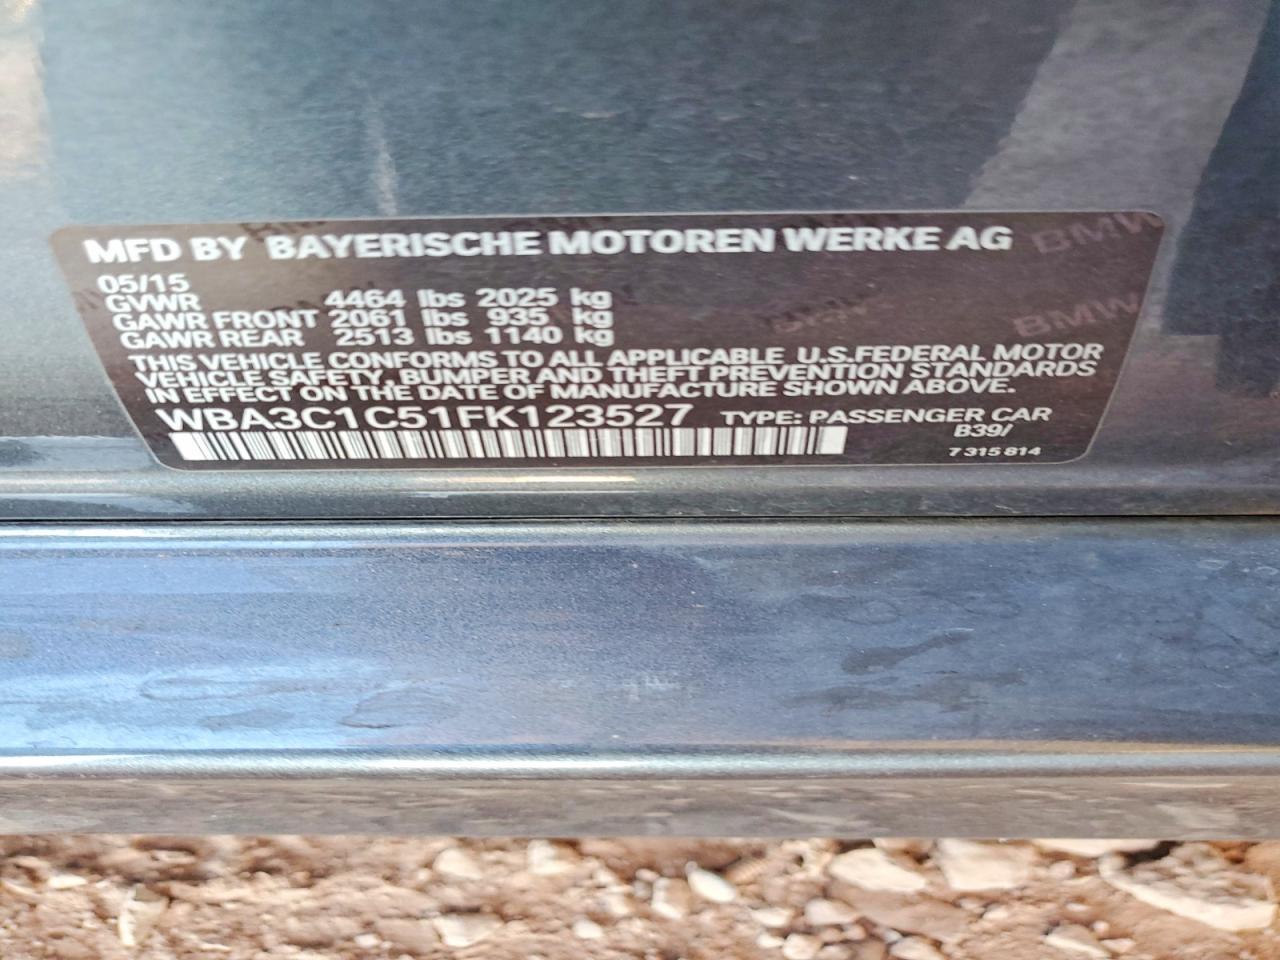 MFD BY BAYERISCHE MOTOREN WERKE AG
05/15
GVWR 4464 lbs 2025 kg
GAWR FRONT 2061 lbs 935 kg
GAWR REAR 2513 lbs 1140 kg
THIS VEHICLE CONFORMS TO ALL APPLICABLE U.S.FEDERAL MOTOR
VEHICLE SAFETY, BUMPER AND THEFT PREVENTION STANDARDS
IN EFFECT ON THE DATE OF MANUFACTURE SHOWN ABOVE.
WBA3C1C51FK123527 TYPE: PASSENGER CAR
B39/
7 315 814
BMW
BMW